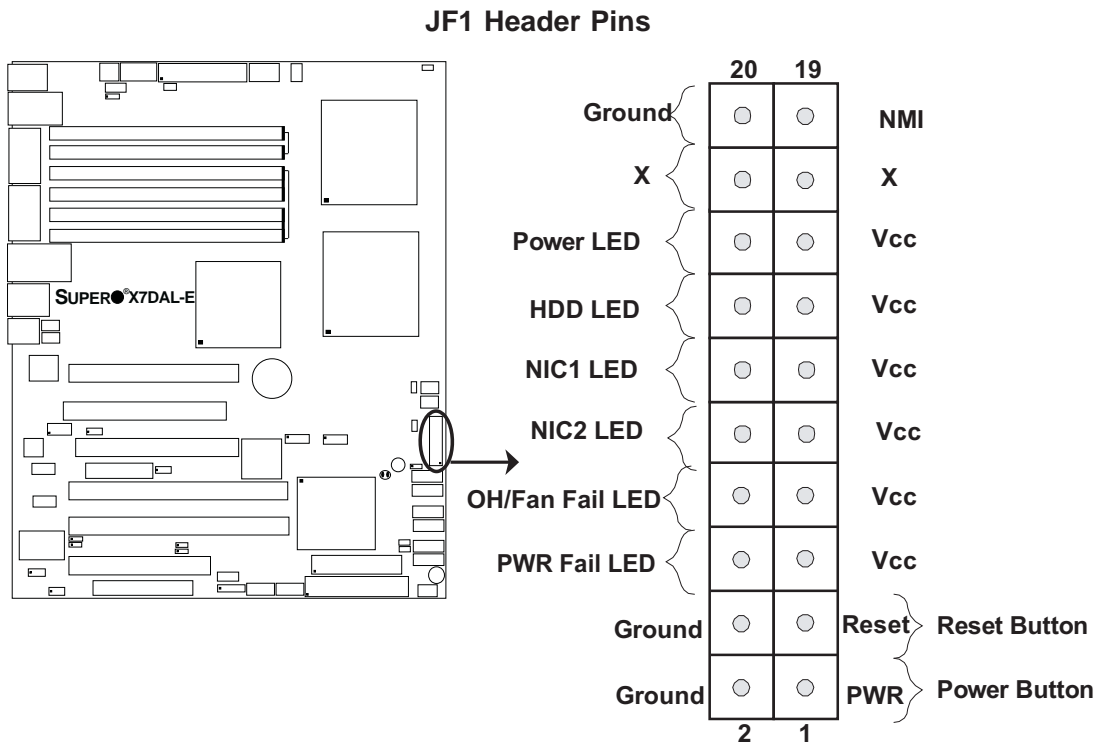 JF1 Header Pins
SUPER●®X7DAL-E
20 19
Ground NMI
X X
Power LED Vcc
HDD LED Vcc
NIC1 LED Vcc
NIC2 LED Vcc
OH/Fan Fail LED Vcc
PWR Fail LED Vcc
Ground Reset Reset Button
Ground PWR Power Button
2 1